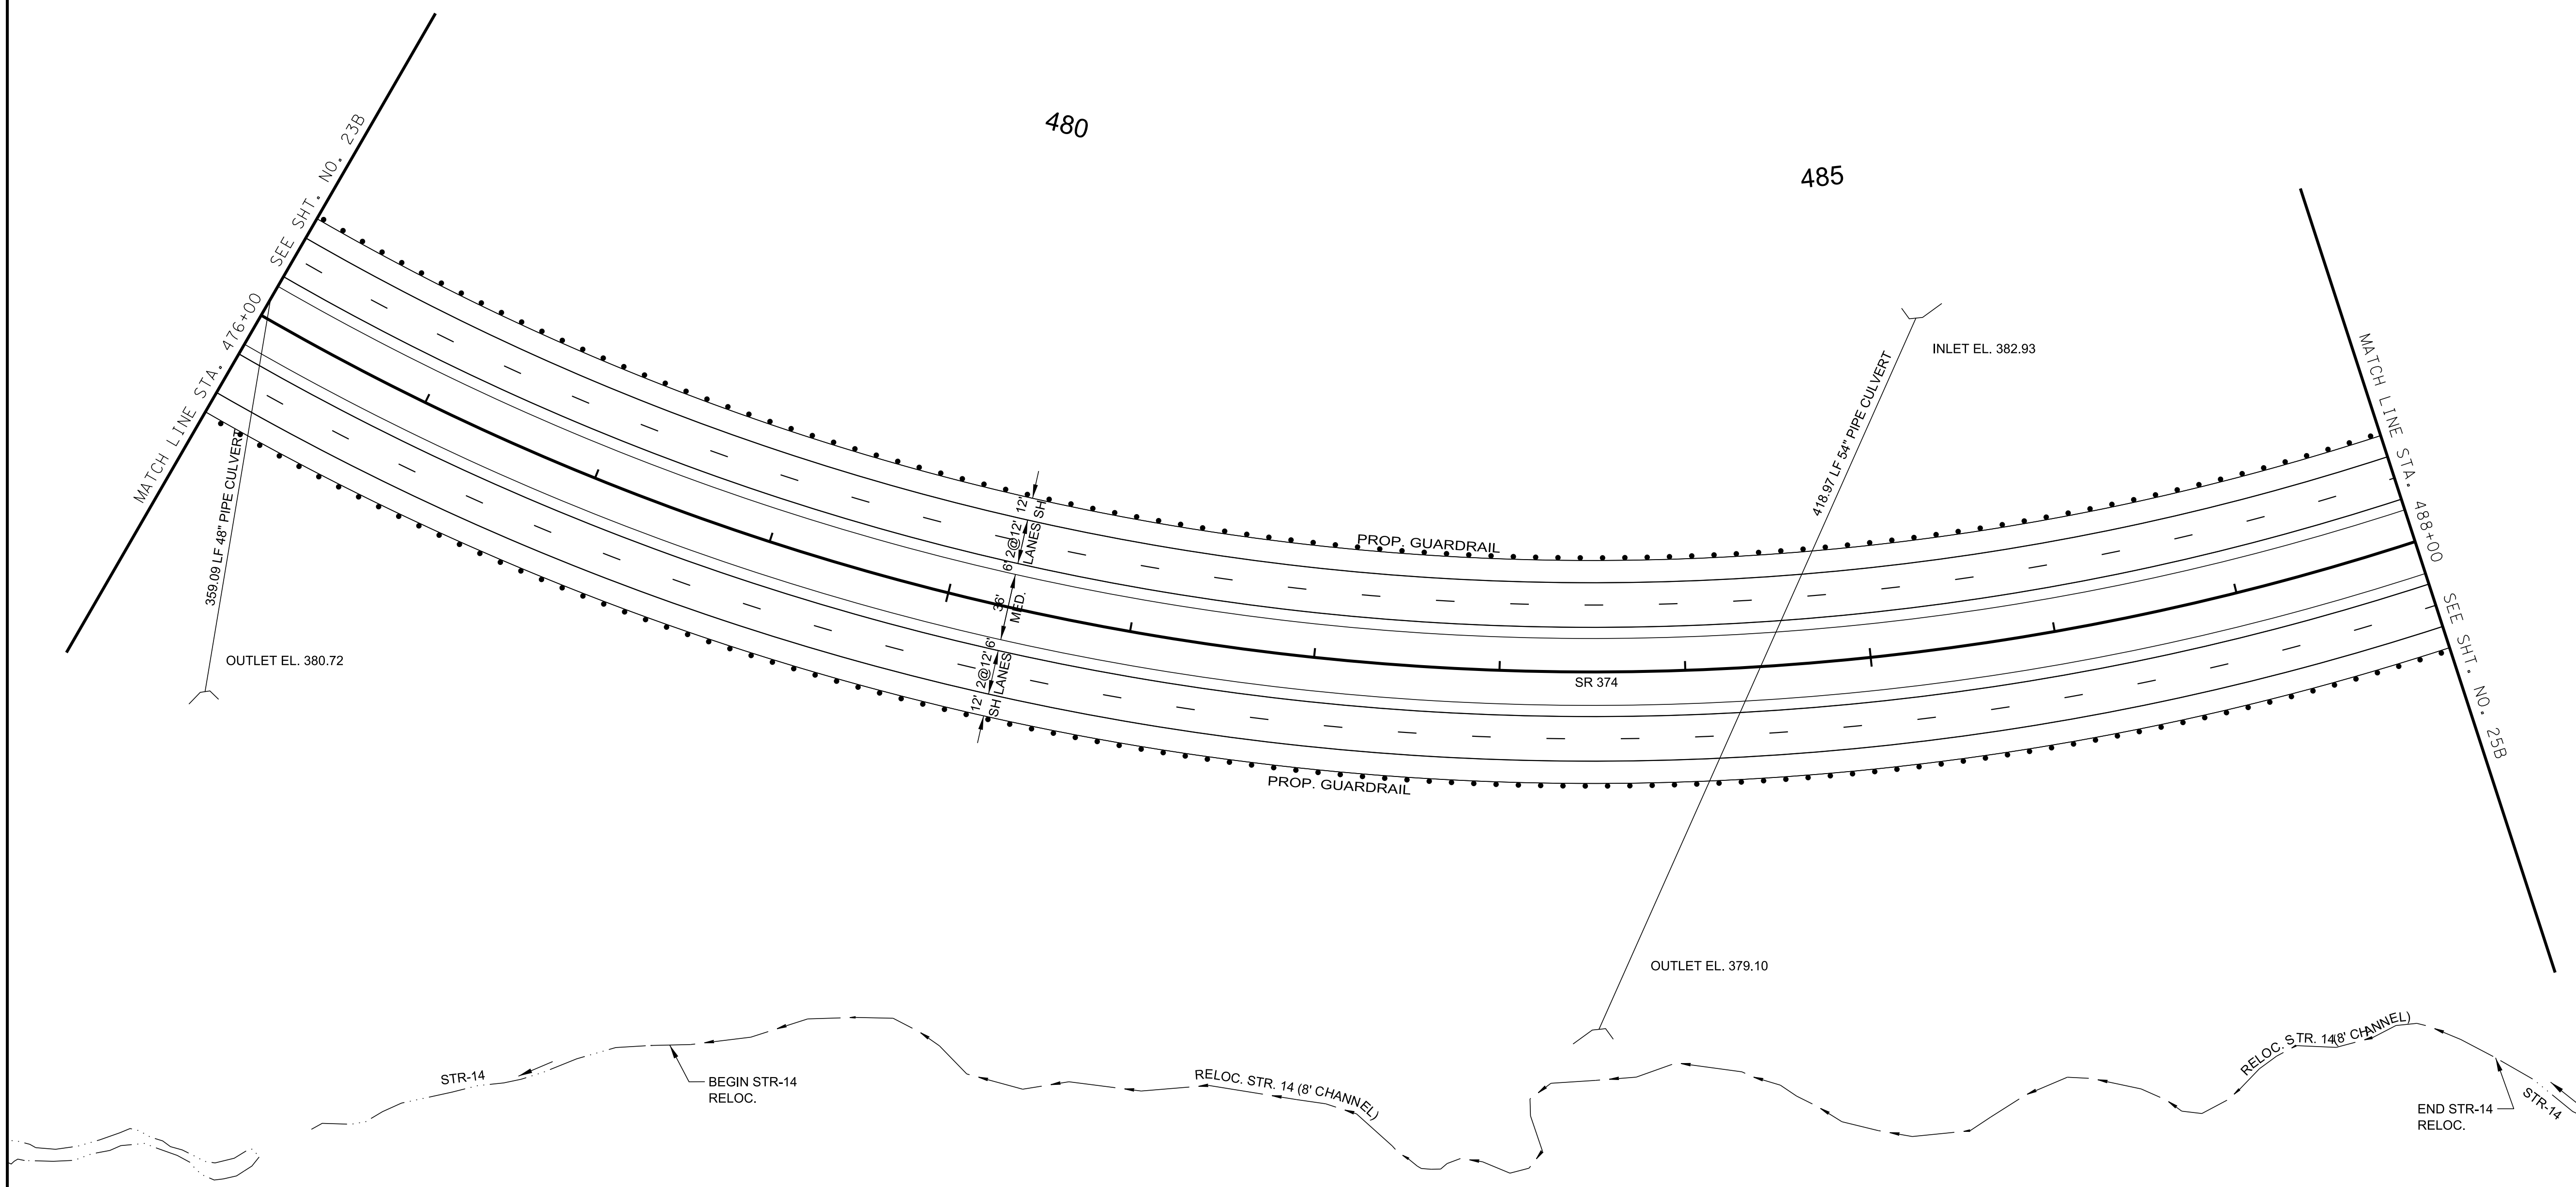 480
485
MATCH LINE STA. 476+00 SEE SHT. NO. 23B
359.09 LF 48" PIPE CULVERT
OUTLET EL. 380.72
12'
SH
2@12'
LANES
6'
36'
MED.
6'
2@12'
LANES
12'
SH
PROP. GUARDRAIL
SR 374
PROP. GUARDRAIL
418.97 LF 54" PIPE CULVERT
INLET EL. 382.93
OUTLET EL. 379.10
MATCH LINE STA. 488+00 SEE SHT. NO. 25B
STR-14
BEGIN STR-14
RELOC.
RELOC. STR. 14 (8' CHANNEL)
RELOC. STR. 14(8' CHANNEL)
END STR-14
RELOC.
STR-14